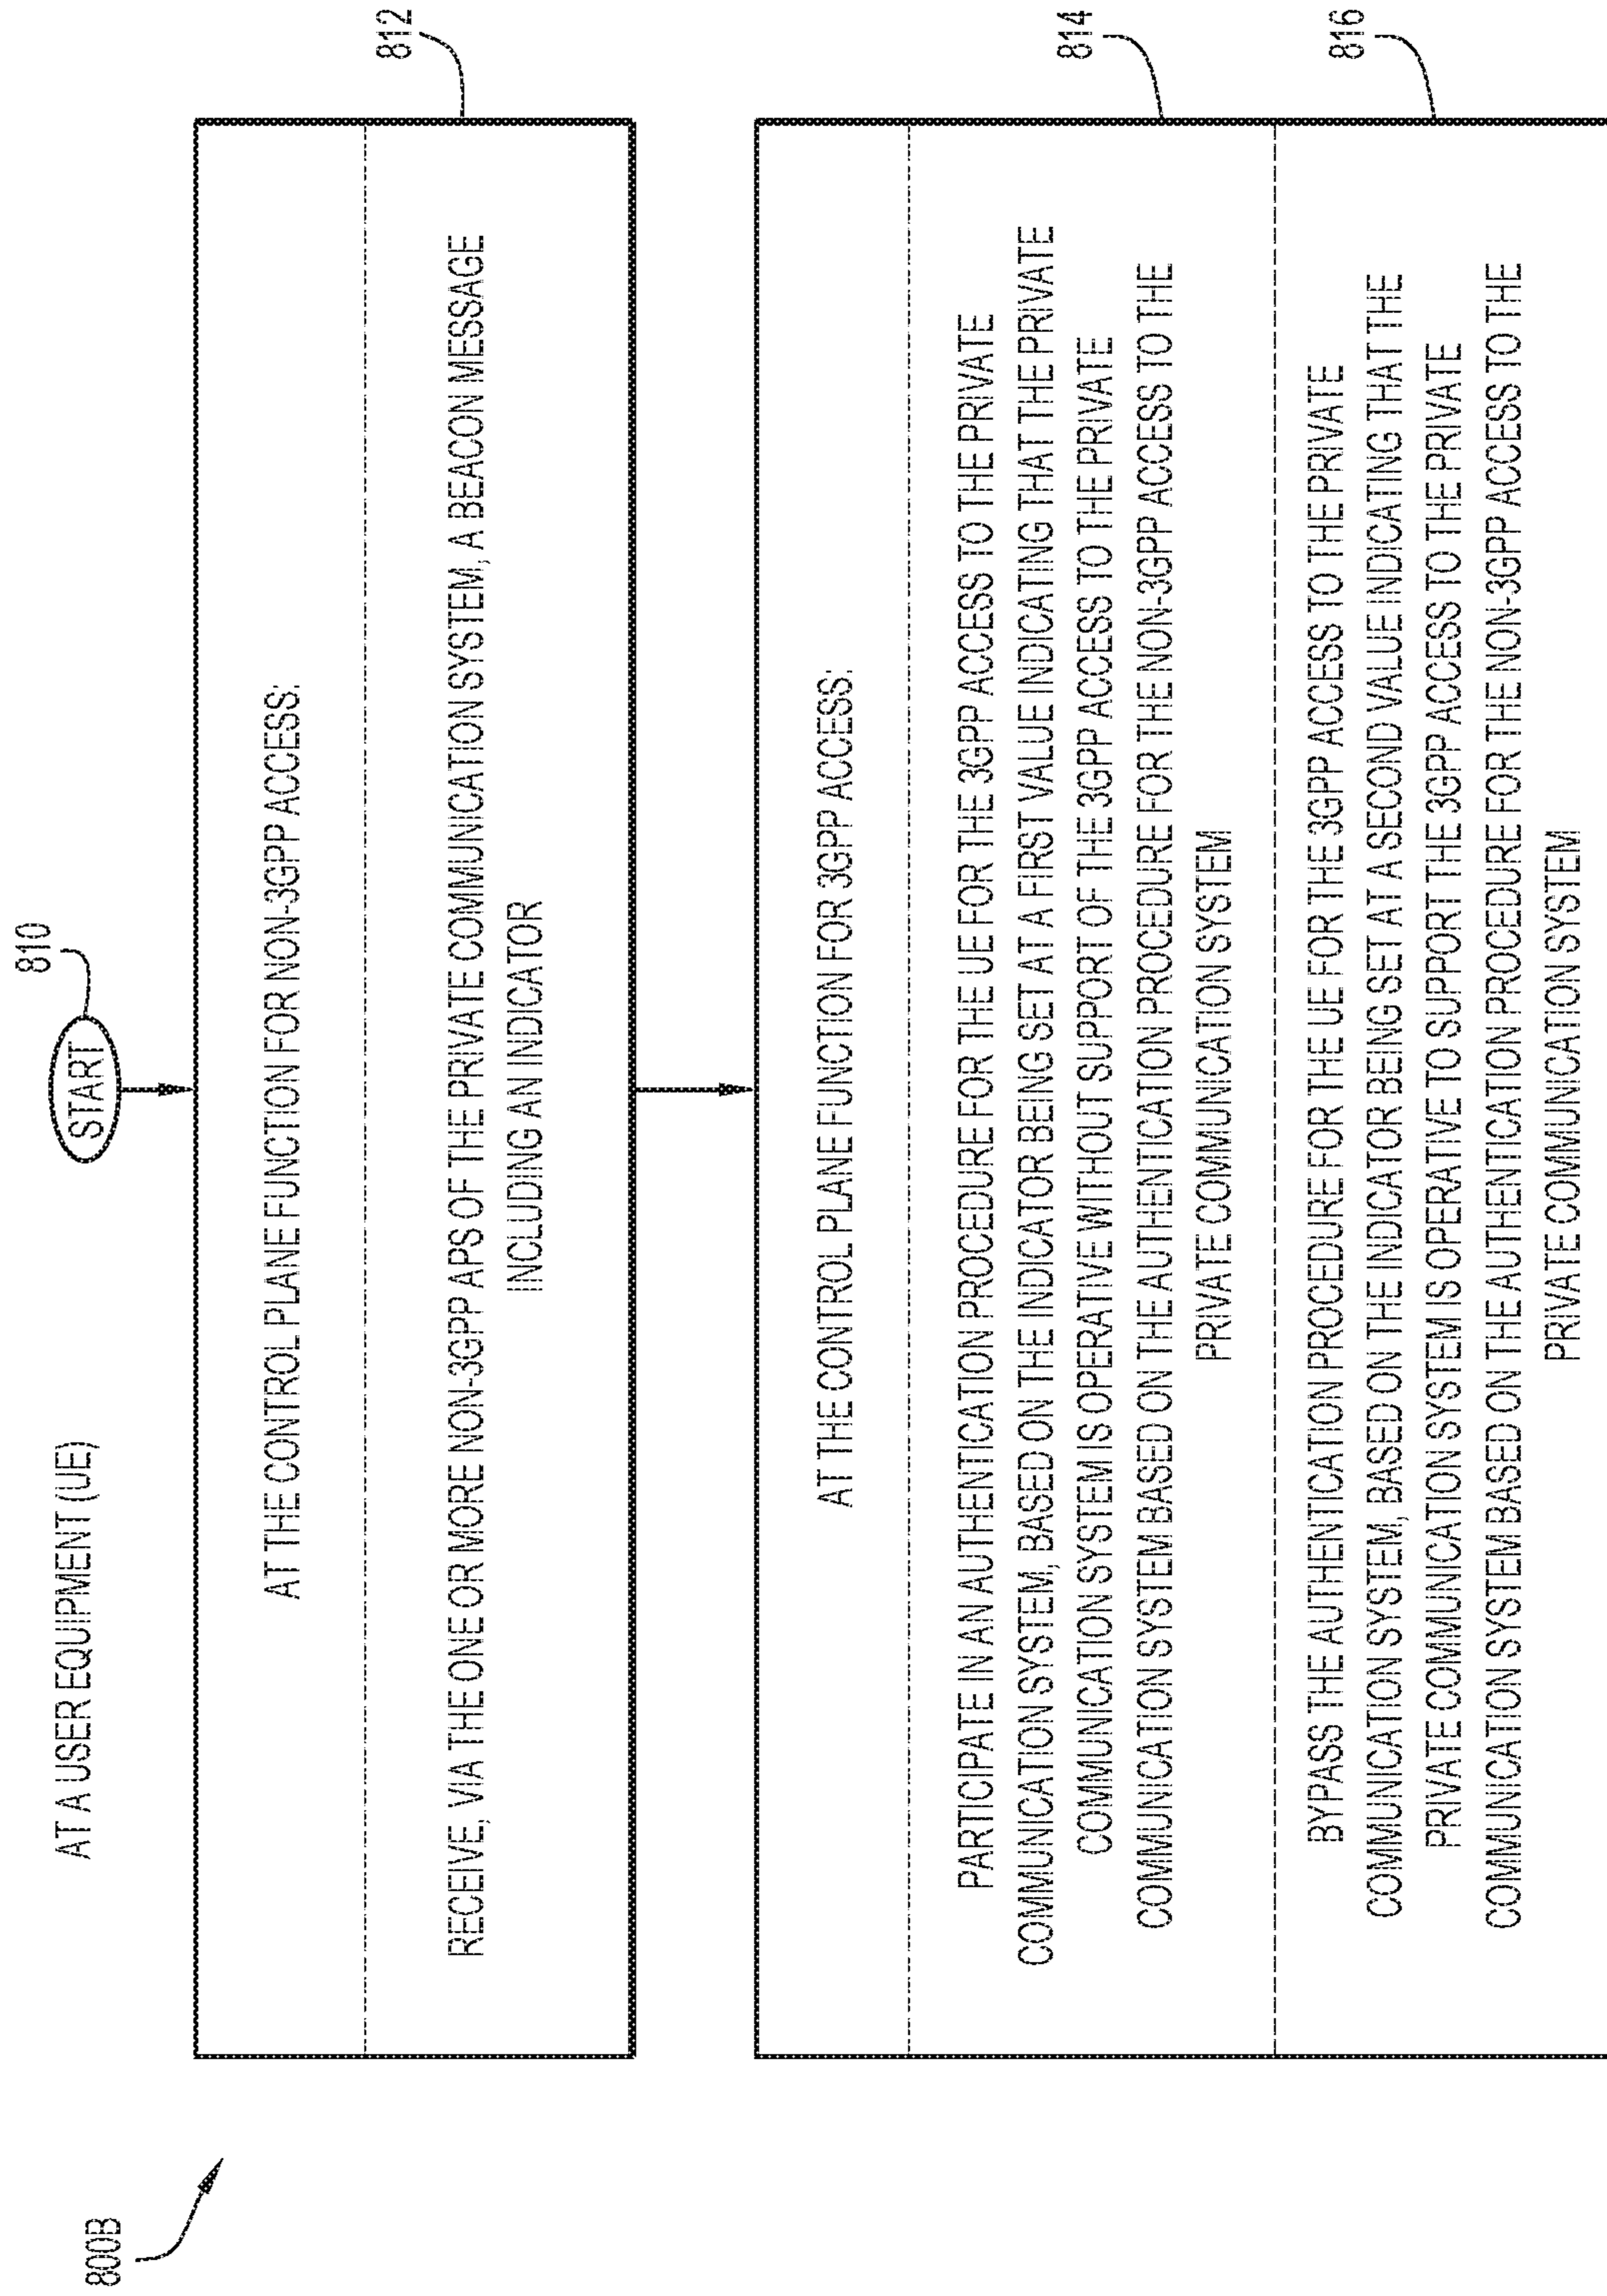 800B
AT A USER EQUIPMENT (UE)
START
810
AT THE CONTROL PLANE FUNCTION FOR NON-3GPP ACCESS:
RECEIVE, VIA THE ONE OR MORE NON-3GPP APS OF THE PRIVATE COMMUNICATION SYSTEM, A BEACON MESSAGE
INCLUDING AN INDICATOR
812
AT THE CONTROL PLANE FUNCTION FOR 3GPP ACCESS:
PARTICIPATE IN AN AUTHENTICATION PROCEDURE FOR THE UE FOR THE 3GPP ACCESS TO THE PRIVATE
COMMUNICATION SYSTEM, BASED ON THE INDICATOR BEING SET AT A FIRST VALUE INDICATING THAT THE PRIVATE
COMMUNICATION SYSTEM IS OPERATIVE WITHOUT SUPPORT OF THE 3GPP ACCESS TO THE PRIVATE
COMMUNICATION SYSTEM BASED ON THE AUTHENTICATION PROCEDURE FOR THE NON-3GPP ACCESS TO THE
PRIVATE COMMUNICATION SYSTEM
814
BYPASS THE AUTHENTICATION PROCEDURE FOR THE UE FOR THE 3GPP ACCESS TO THE PRIVATE
COMMUNICATION SYSTEM, BASED ON THE INDICATOR BEING SET AT A SECOND VALUE INDICATING THAT THE
PRIVATE COMMUNICATION SYSTEM IS OPERATIVE TO SUPPORT THE 3GPP ACCESS TO THE PRIVATE
COMMUNICATION SYSTEM BASED ON THE AUTHENTICATION PROCEDURE FOR THE NON-3GPP ACCESS TO THE
PRIVATE COMMUNICATION SYSTEM
816